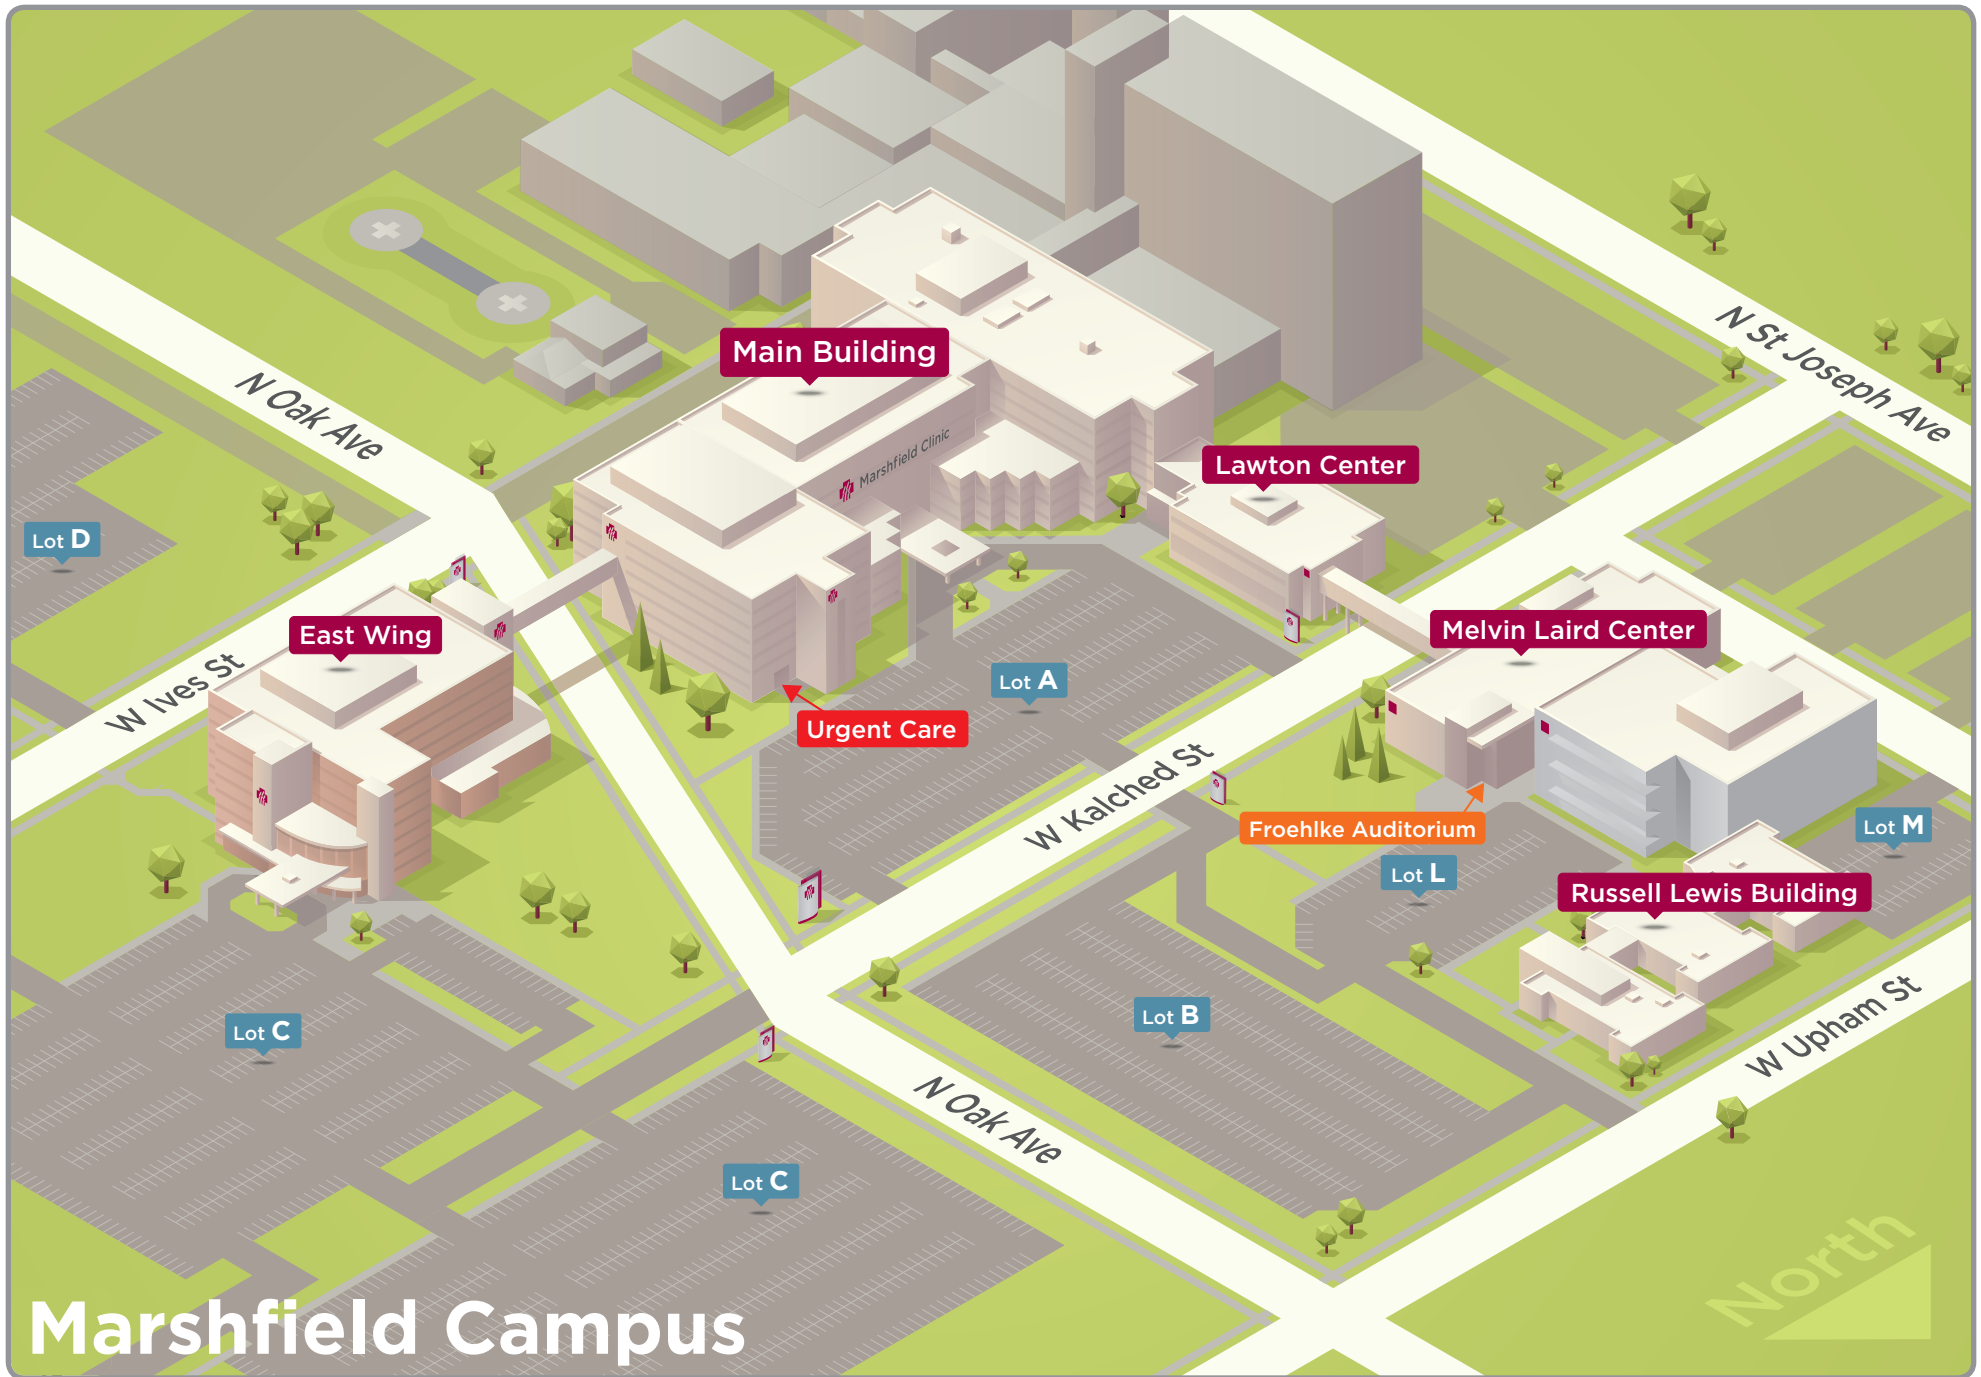 N St Joseph Ave
Main Building
N Oak Ave
Marshfield Clinic
Lawton Center
Lot D
East Wing
Melvin Laird Center
W Ives St
Lot A
Urgent Care
W Kalched St
Froehlke Auditorium
Lot M
Lot L
Russell Lewis Building
Lot C
Lot B
W Upham St
N Oak Ave
Lot C
North
Marshfield Campus